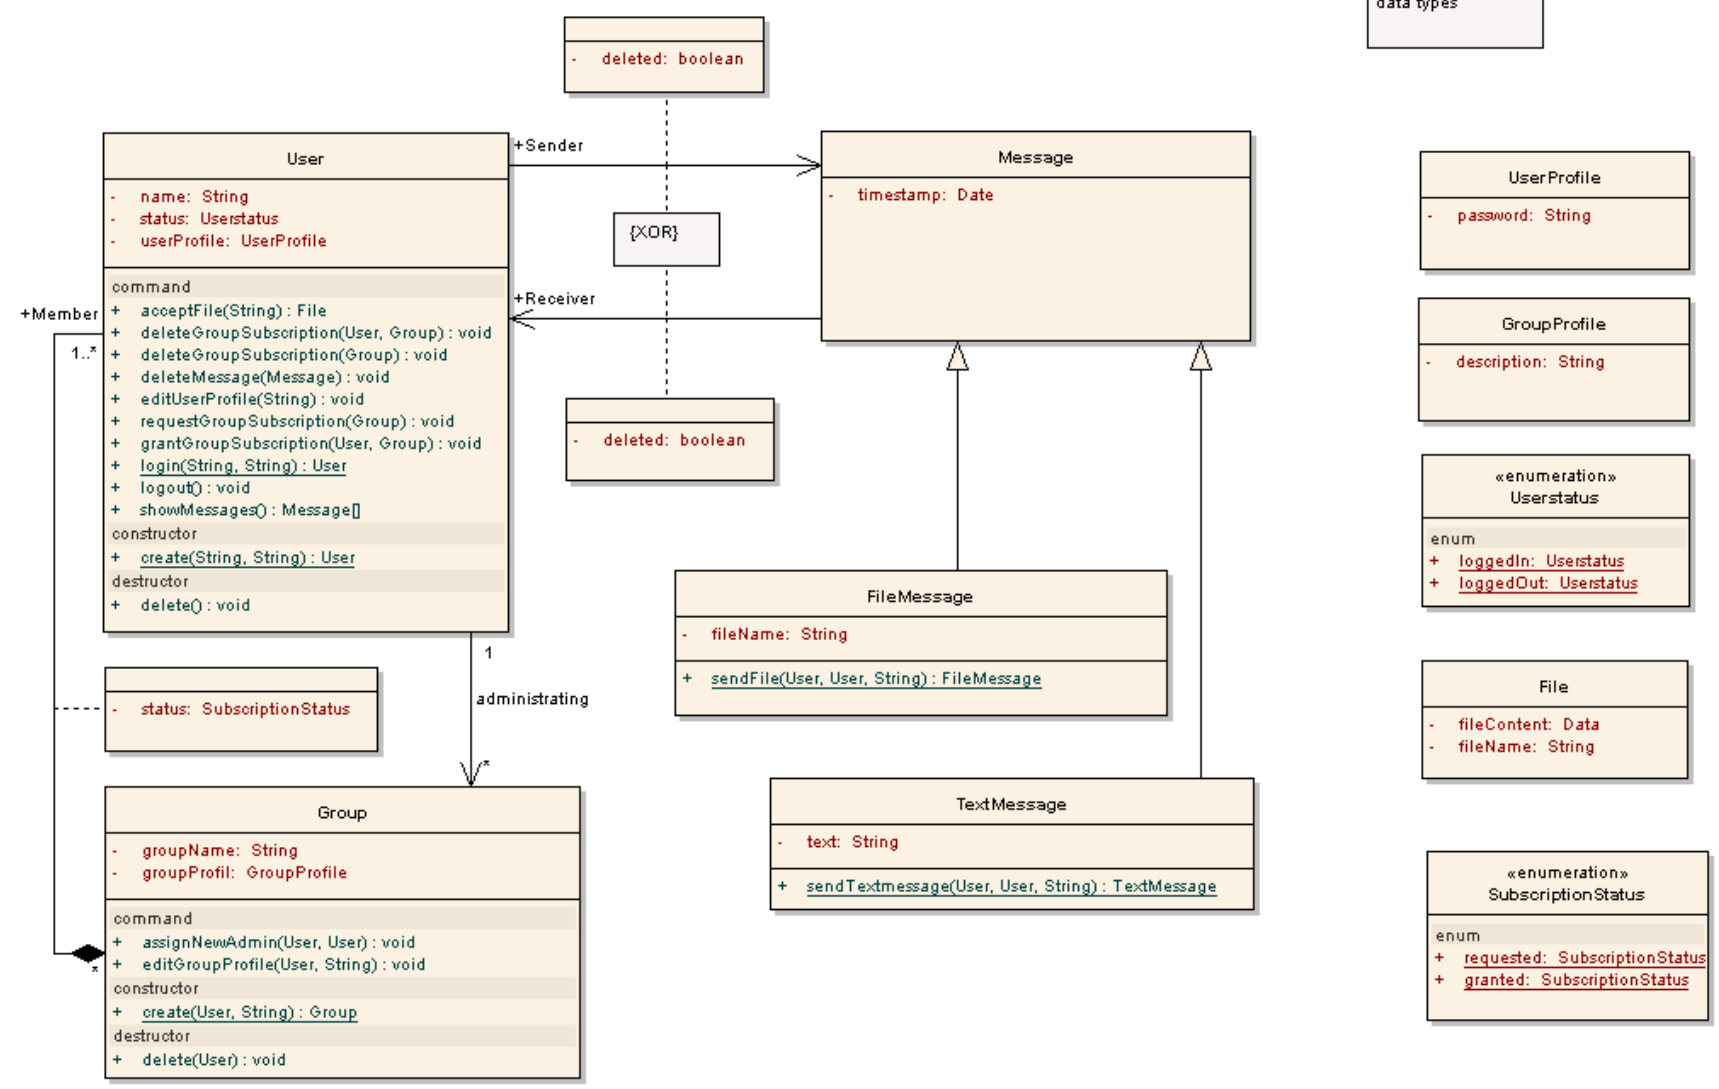 data types
- deleted: boolean
User
- name: String
- status: Userstatus
- userProfile: UserProfile
command
+ acceptFile(String) : File
+ deleteGroupSubscription(User, Group) : void
+ deleteGroupSubscription(Group) : void
+ deleteMessage(Message) : void
+ editUserProfile(String) : void
+ requestGroupSubscription(Group) : void
+ grantGroupSubscription(User, Group) : void
+ login(String, String) : User
+ logout() : void
+ showMessages() : Message[]
constructor
+ create(String, String) : User
destructor
+ delete() : void
+Sender
{XOR}
+Receiver
- deleted: boolean
Message
- timestamp: Date
+Member
1..*
1
administrating
*
- status: SubscriptionStatus
Group
- groupName: String
- groupProfil: GroupProfile
command
+ assignNewAdmin(User, User) : void
+ editGroupProfile(User, String) : void
constructor
+ create(User, String) : Group
destructor
+ delete(User) : void
*
FileMessage
- fileName: String
+ sendFile(User, User, String) : FileMessage
TextMessage
- text: String
+ sendTextmessage(User, User, String) : TextMessage
UserProfile
- password: String
GroupProfile
- description: String
«enumeration»
Userstatus
enum
+ loggedIn: Userstatus
+ loggedOut: Userstatus
File
- fileContent: Data
- fileName: String
«enumeration»
SubscriptionStatus
enum
+ requested: SubscriptionStatus
+ granted: SubscriptionStatus